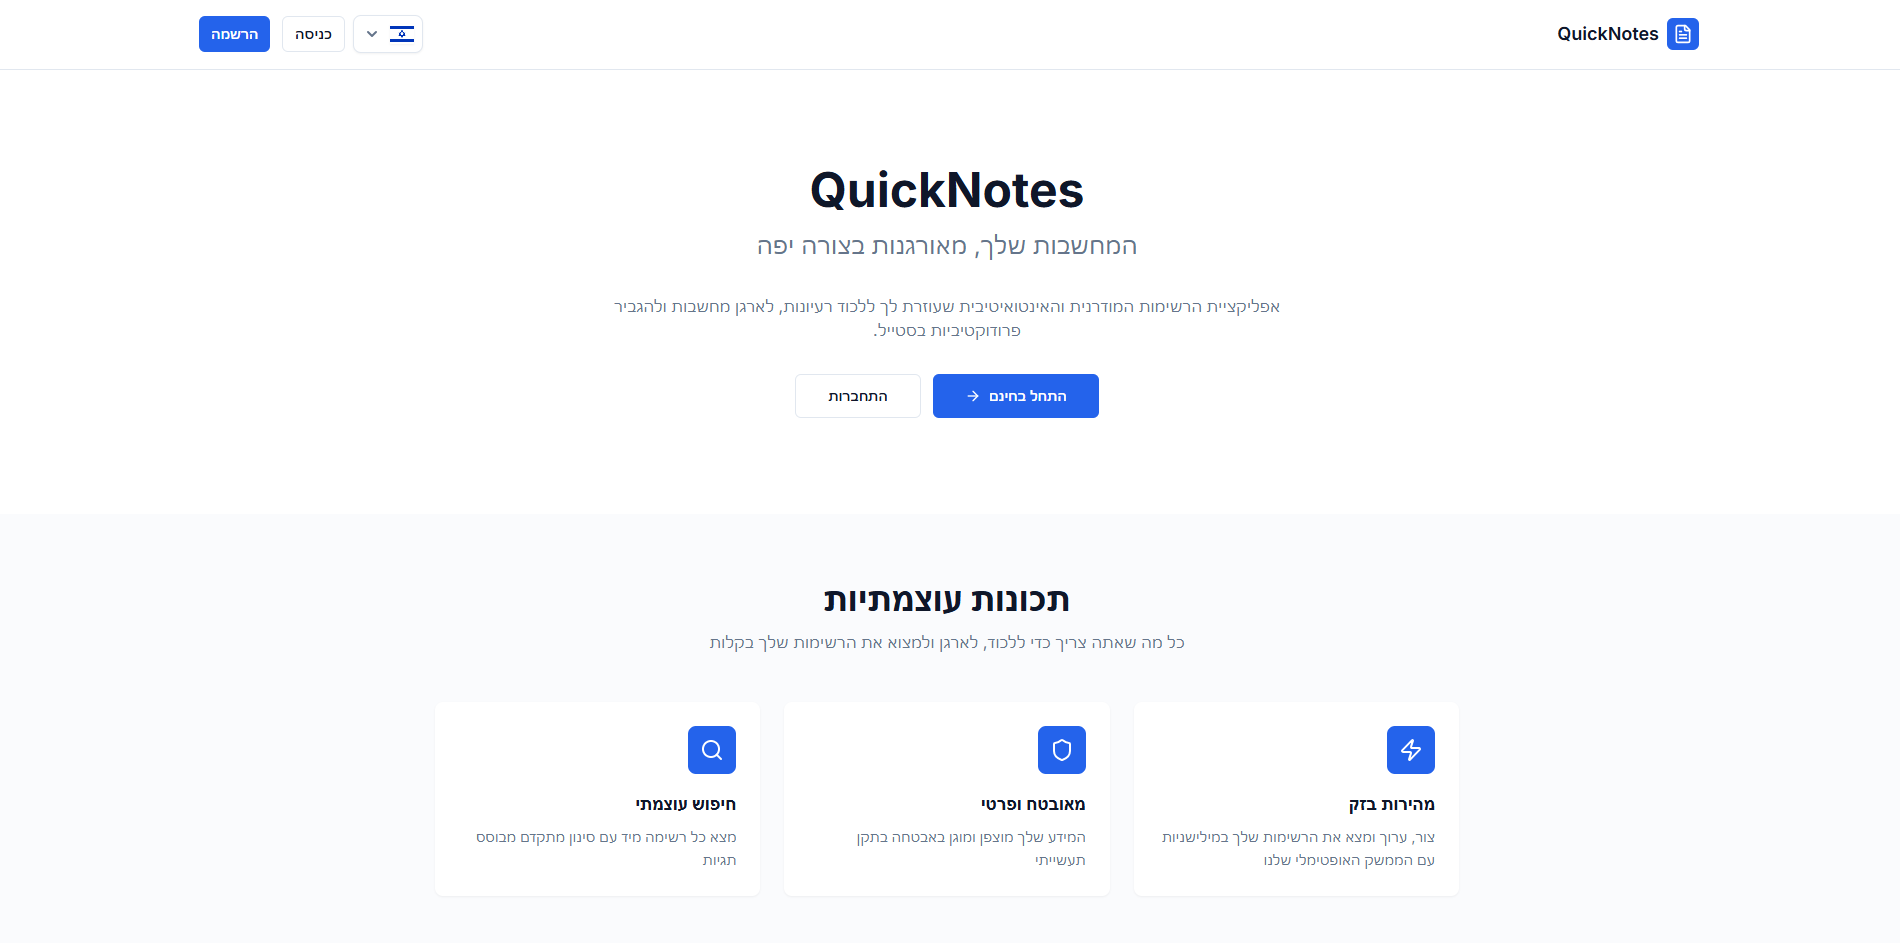 QuickNotes
כניסה
הרשמה
QuickNotes
המחשבות שלך, מאורגנות בצורה יפה
אפליקציית הרשימות המודרנית והאינטואיטיבית שעוזרת לך ללכוד רעיונות, לארגן מחשבות ולהגביר
פרודוקטיביות בסטייל.
התחל בחינם
התחברות
תכונות עוצמתיות
כל מה שאתה צריך כדי ללכוד, לארגן ולמצוא את הרשימות שלך בקלות
מהירות בזק
צור, ערוך ומצא את הרשימות שלך במילישניות
עם הממשק האופטימלי שלנו
מאובטח ופרטי
המידע שלך מוצפן ומוגן באבטחה בתקן
תעשייתי
חיפוש עוצמתי
מצא כל רשימה מיד עם סינון מתקדם מבוסס
תגיות